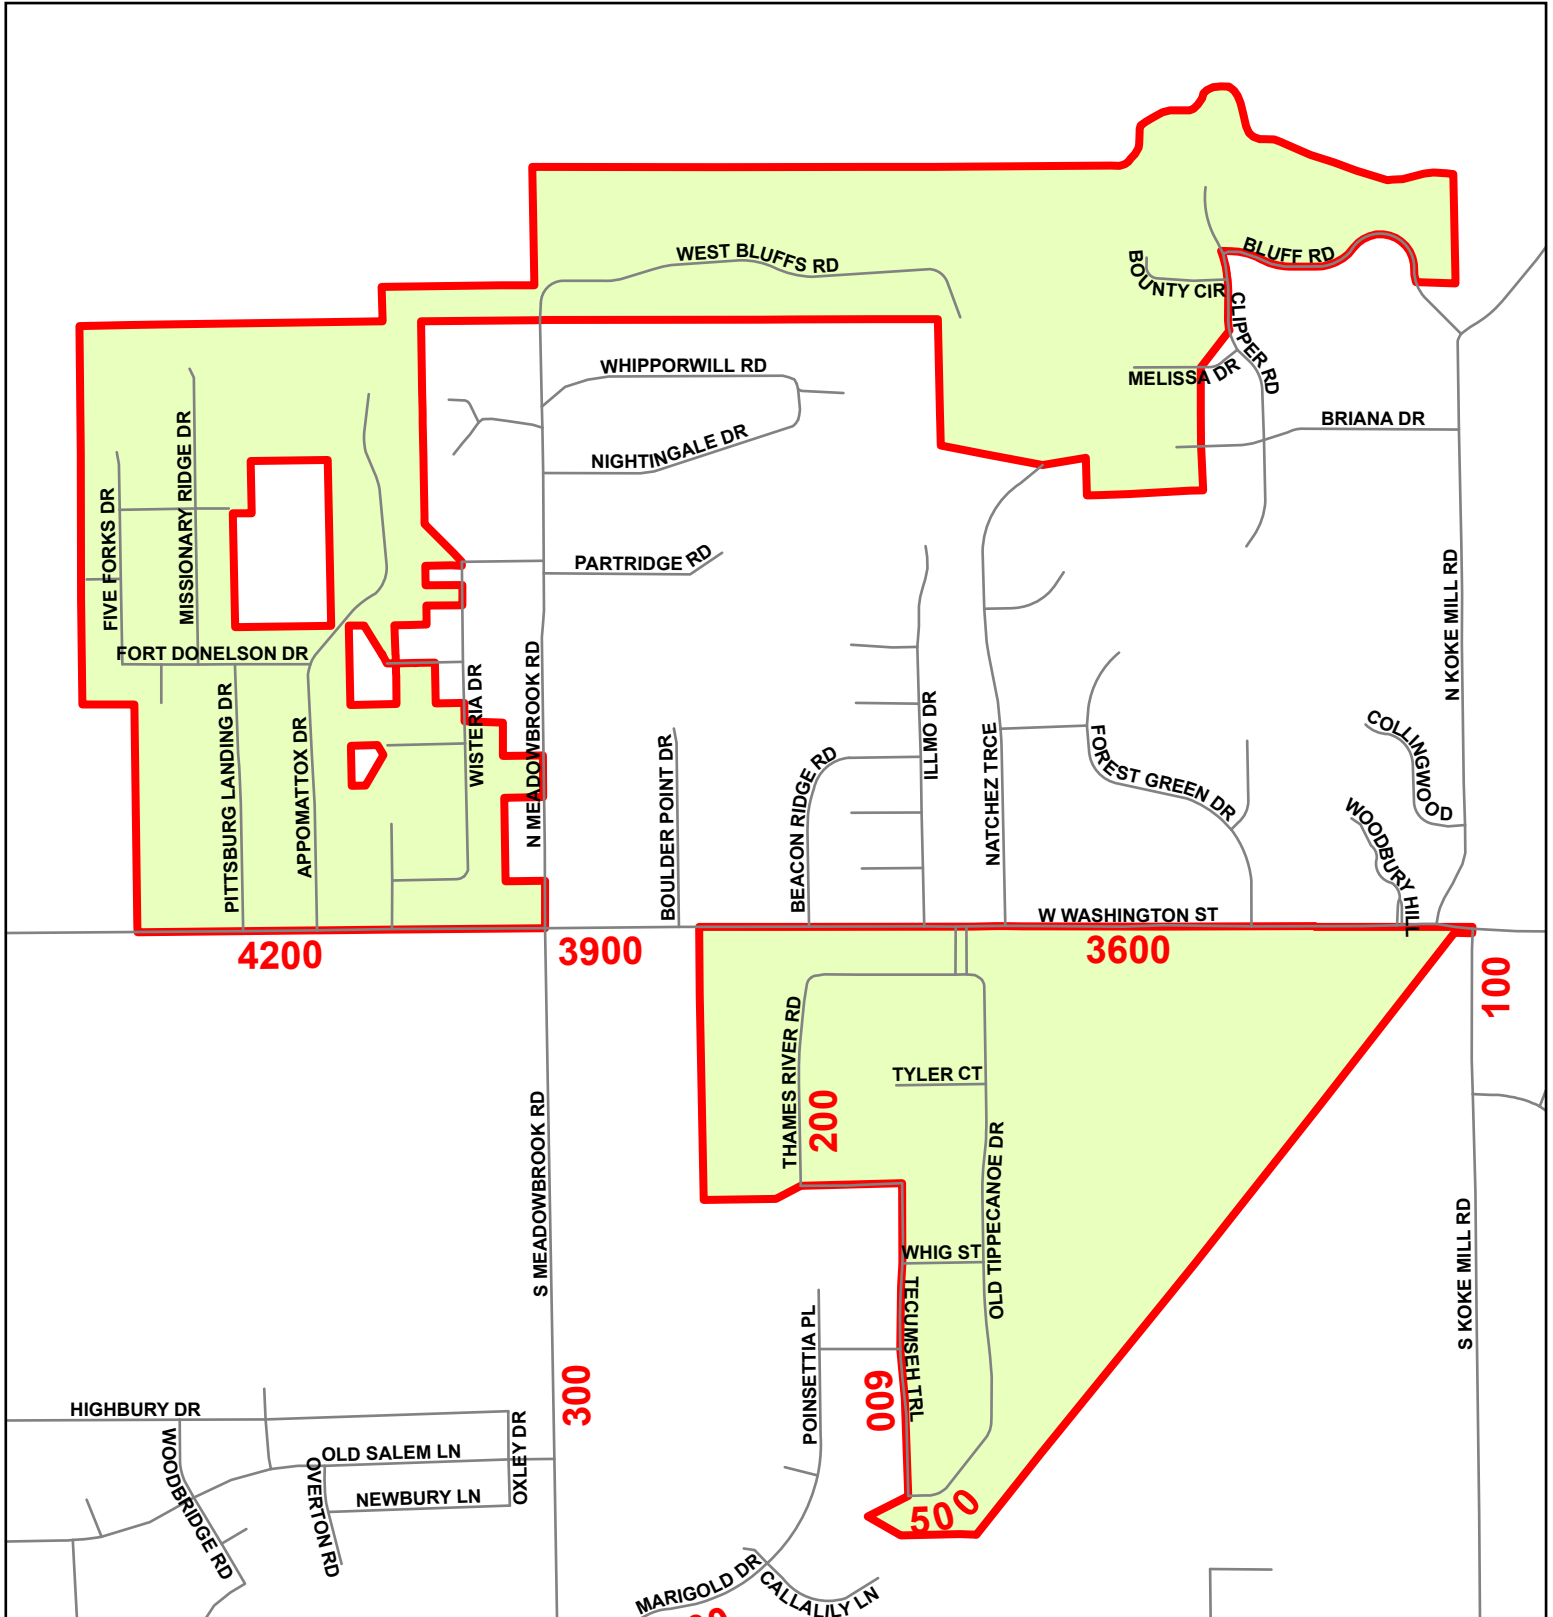 WEST BLUFFS RD
BLUFF RD
BOUNTY CIR
CLIPPER RD
WHIPPORWILL RD
MELISSA DR
BRIANA DR
NIGHTINGALE DR
MISSIONARY RIDGE DR
FIVE FORKS DR
PARTRIDGE RD
N KOKE MILL RD
FORT DONELSON DR
WISTERIA DR
N MEADOWBROOK RD
PITTSBURG LANDING DR
APPOMATTOX DR
BOULDER POINT DR
BEACON RIDGE RD
ILLMO DR
NATCHEZ TRCE
FOREST GREEN DR
COLLINGWOOD
WOODBURY HILL
W WASHINGTON ST
4200
3900
3600
100
THAMES RIVER RD
TYLER CT
200
S MEADOWBROOK RD
OLD TIPPECANOE DR
WHIG ST
S KOKE MILL RD
TECUMSEH TRL
POINSETTIA PL
300
600
HIGHBURY DR
OLD SALEM LN
OXLEY DR
WOODBRIDGE RD
OVERTON RD
NEWBURY LN
500
MARIGOLD DR
CALLALILY LN